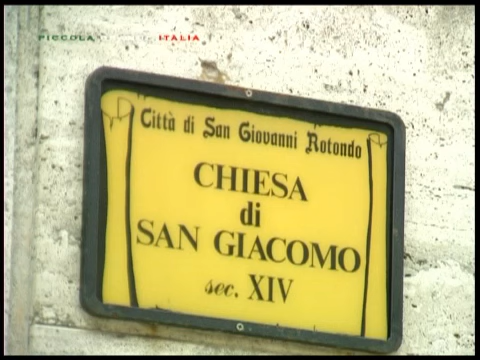 PICCOLA ITALIA
Città di San Giovanni Rotondo
CHIESA
di
SAN GIACOMO
sec. XIV